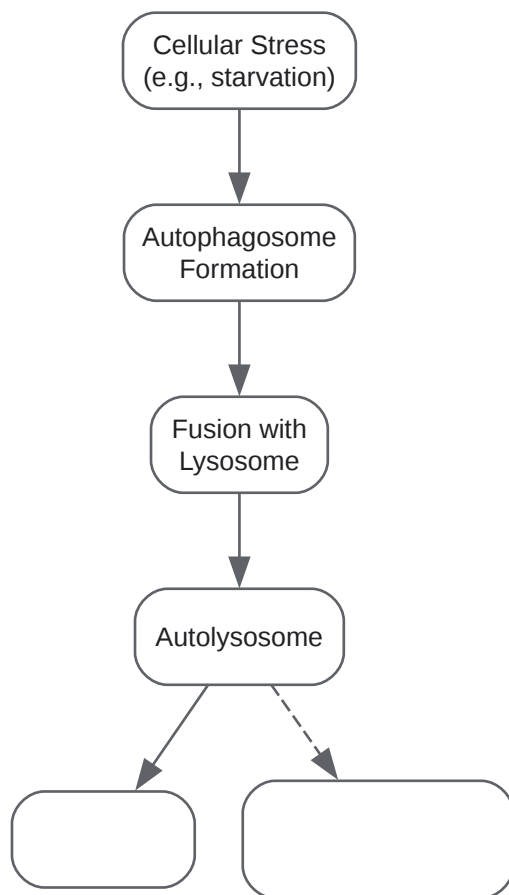 Cellular Stress
(e.g., starvation)
Autophagosome
Formation
Fusion with
Lysosome
Autolysosome